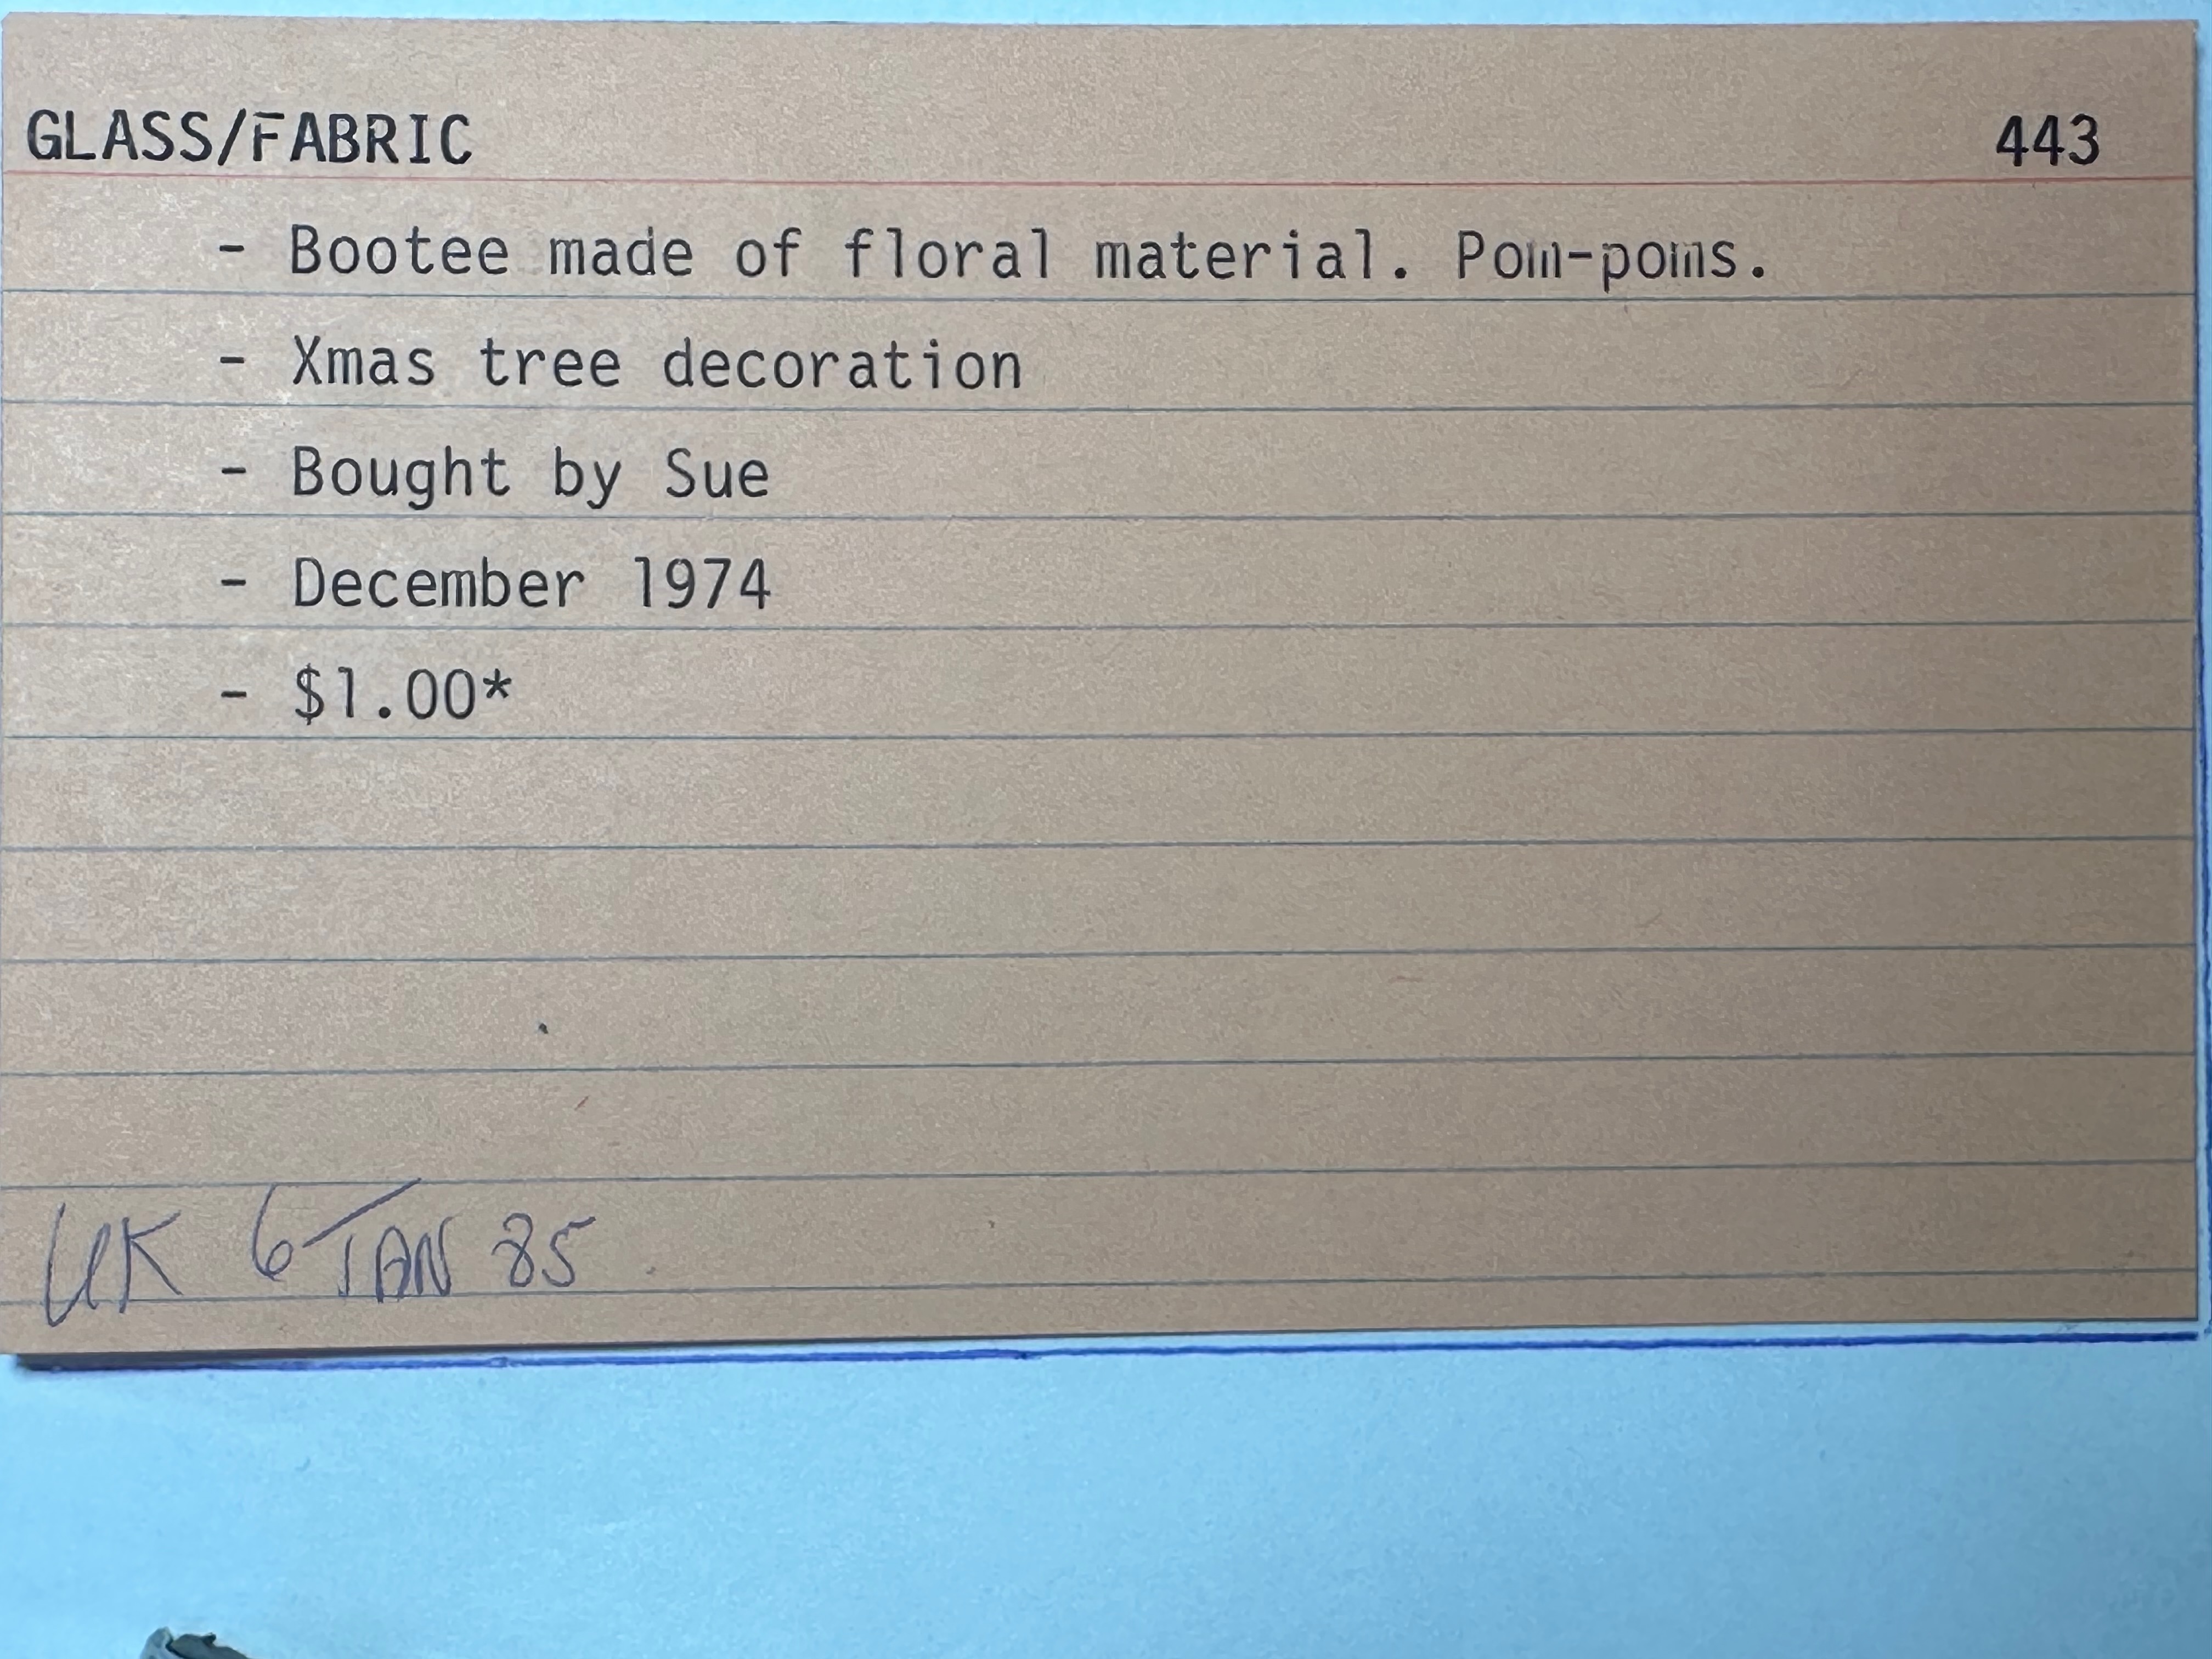 GLASS/FABRIC 443
- Bootee made of floral material. Pom-poms.
- Xmas tree decoration
- Bought by Sue
- December 1974
- $1.00*
UK 6 JAN 85